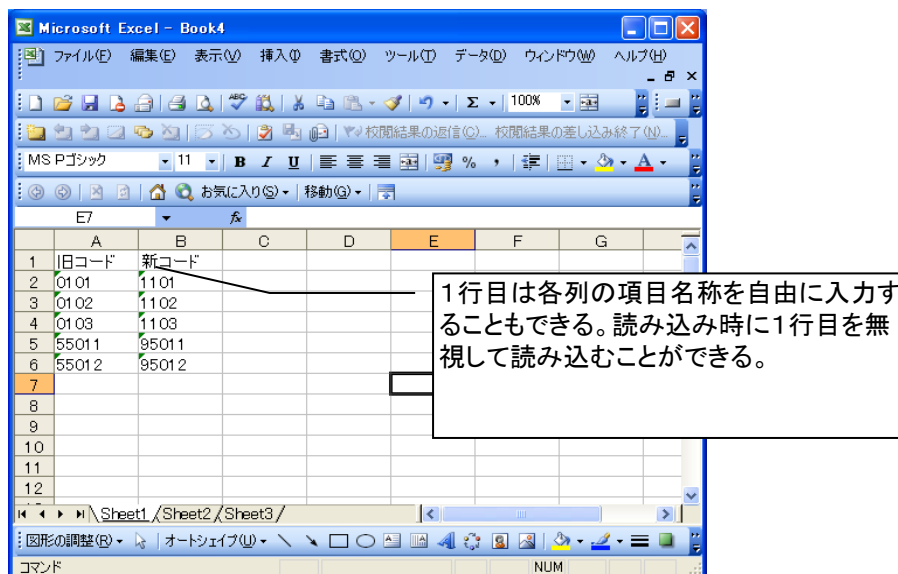 Microsoft Excel - Book4
ファイル(F) 編集(E) 表示(V) 挿入(I) 書式(O) ツール(T) データ(D) ウィンドウ(W) ヘルプ(H)
100%
校閲結果の返信(C)... 校閲結果の差し込み終了(N)...
MS Pゴシック 11 B I U % ,
お気に入り(S) 移動(G)
E7 fx
A B C D E F G
1 旧コード 新コード
2 0101 1101
3 0102 1102
4 0103 1103
5 55011 95011
6 55012 95012
7
8
9
10
11
12
1行目は各列の項目名称を自由に入力す
ることもできる。読み込み時に1行目を無
視して読み込むことができる。
Sheet1 Sheet2 Sheet3
図形の調整(R) オートシェイプ(U)
コマンド NUM